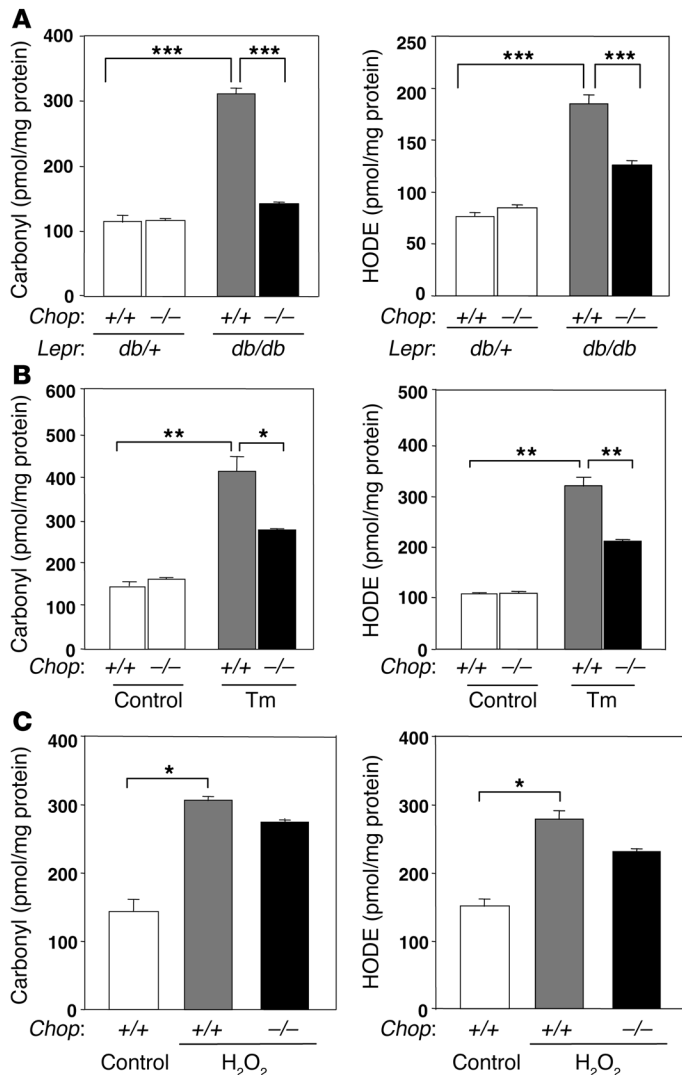 A
Carbonyl (pmol/mg protein)
400
300
200
100
0
*** ***
Chop: +/+ –/– +/+ –/–
Lepr: db/+ db/db
HODE (pmol/mg protein)
250
200
150
100
75
50
0
*** ***
Chop: +/+ –/– +/+ –/–
Lepr: db/+ db/db
B
Carbonyl (pmol/mg protein)
600
500
400
300
200
100
0
** *
Chop: +/+ –/– +/+ –/–
Control Tm
HODE (pmol/mg protein)
500
400
300
200
100
0
** **
Chop: +/+ –/– +/+ –/–
Control Tm
C
Carbonyl (pmol/mg protein)
400
300
200
100
0
*
Chop: +/+ +/+ –/–
Control H2O2
HODE (pmol/mg protein)
400
300
200
100
0
*
Chop: +/+ +/+ –/–
Control H2O2